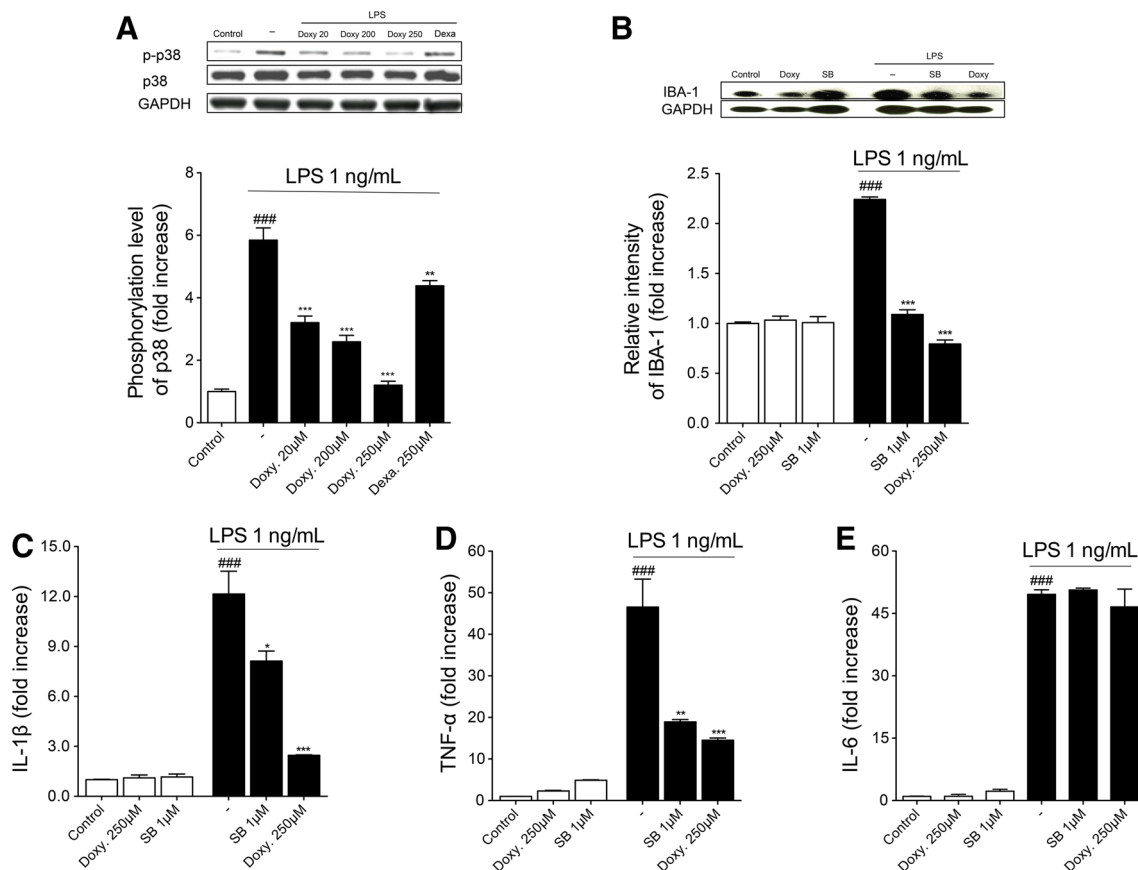 A
LPS
Control
–
Doxy 20
Doxy 200
Doxy 250
Dexa
p-p38
p38
GAPDH
LPS 1 ng/mL
Phosphorylation level
of p38 (fold increase)
8
6
4
2
0
###
***
***
***
**
Control
-
Doxy. 20µM
Doxy. 200µM
Doxy. 250µM
Dexa. 250µM
B
LPS
Control
Doxy
SB
–
SB
Doxy
IBA-1
GAPDH
LPS 1 ng/mL
Relative intensity
of IBA-1 (fold increase)
2.5
2.0
1.5
1.0
0.5
0.0
###
***
***
Control
Doxy. 250µM
SB 1µM
-
SB 1µM
Doxy. 250µM
C
LPS 1 ng/mL
IL-1β (fold increase)
15.0
12.0
9.0
6.0
3.0
0.0
###
*
***
Control
Doxy. 250µM
SB 1µM
-
SB 1µM
Doxy. 250µM
D
LPS 1 ng/mL
TNF-α (fold increase)
60
50
40
30
20
10
0
###
**
***
Control
Doxy. 250µM
SB 1µM
-
SB 1µM
Doxy. 250µM
E
LPS 1 ng/mL
IL-6 (fold increase)
60
45
30
15
0
###
Control
Doxy. 250µM
SB 1µM
-
SB 1µM
Doxy. 250µM